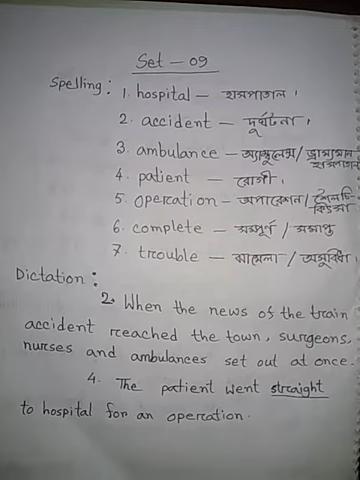 Set - 09
Spelling : 1. hospital - হাসপাতাল ।
2. accident - দূর্ঘটনা ।
3. ambulance - অ্যাম্বুলেন্স / ভ্রাম্যমান হাসপাতাল
4. patient - রোগী ।
5. operation - অপারেশন / শৈলচিকিৎসা
6. complete - সম্পূর্ণ / সমাপ্ত
7. trouble - ঝামেলা / অসুবিধা ।
Dictation :
2. When the news of the train
accident reached the town, surgeons,
nurses and ambulances set out at once.
4. The patient went straight
to hospital for an operation.